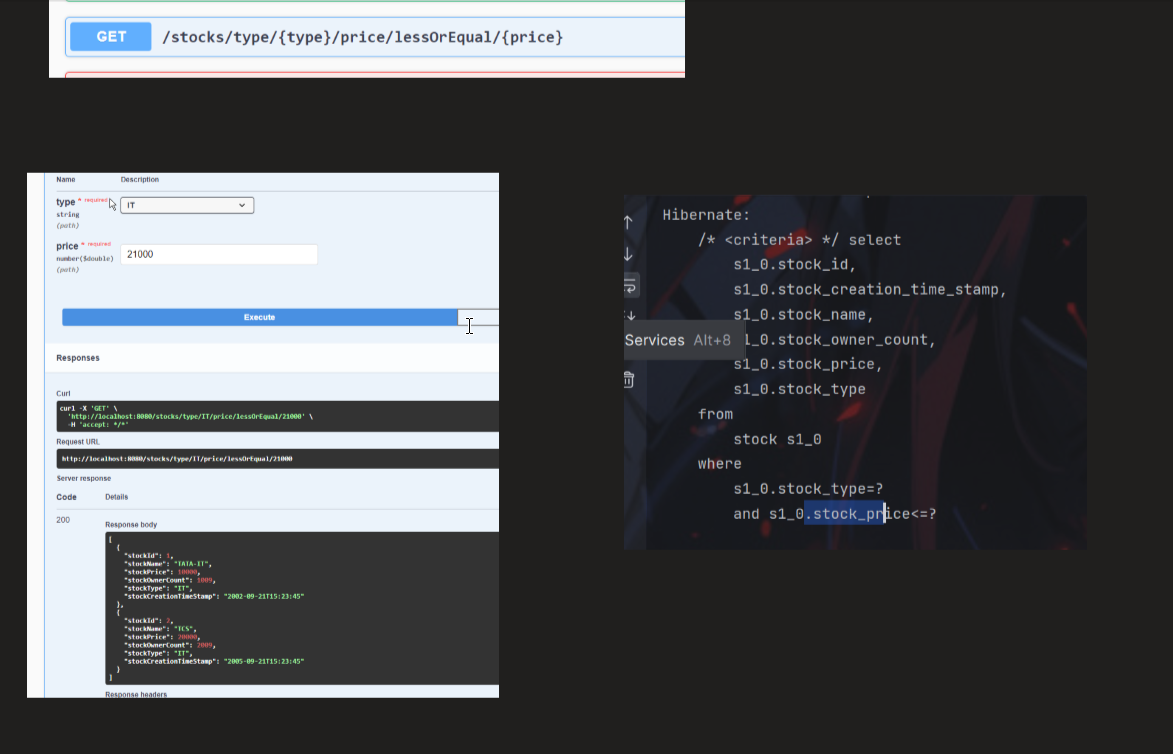 GET /stocks/type/{type}/price/lessOrEqual/{price}
Name Description
type * required
string
(path)
IT
price * required
number($double)
(path)
21000
Execute
Responses
Curl
curl -X 'GET' \
'http://localhost:8080/stocks/type/IT/price/lessOrEqual/21000' \
-H 'accept: */*'
Request URL
http://localhost:8080/stocks/type/IT/price/lessOrEqual/21000
Server response
Code Details
200
Response body
[
{
"stockId": 1,
"stockName": "TATA-IT",
"stockPrice": 10000,
"stockOwnerCount": 1009,
"stockType": "IT",
"stockCreationTimeStamp": "2002-09-21T15:23:45"
},
{
"stockId": 2,
"stockName": "TCS",
"stockPrice": 20000,
"stockOwnerCount": 2009,
"stockType": "IT",
"stockCreationTimeStamp": "2005-09-21T15:23:45"
}
]
Response headers
Hibernate:
/* <criteria> */ select
s1_0.stock_id,
s1_0.stock_creation_time_stamp,
s1_0.stock_name,
Services Alt+8
1_0.stock_owner_count,
s1_0.stock_price,
s1_0.stock_type
from
stock s1_0
where
s1_0.stock_type=?
and s1_0.stock_price<=?